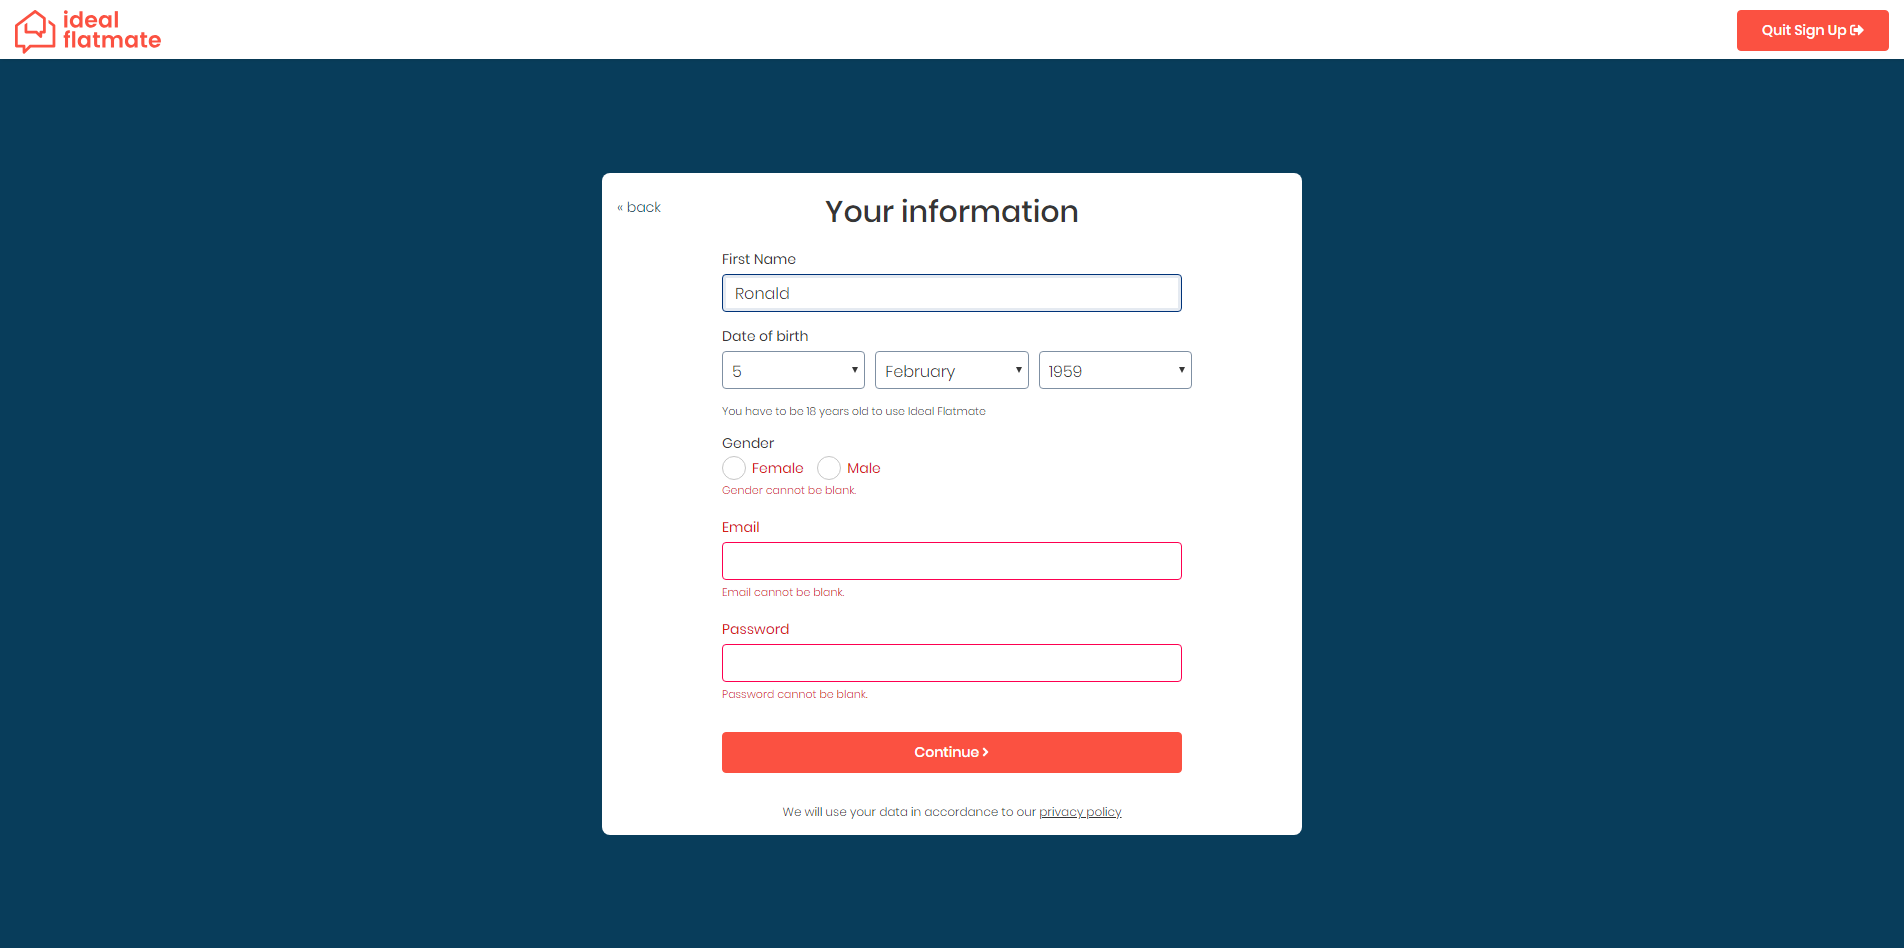 ideal
flatmate
Quit Sign Up
« back
Your information
First Name
Ronald
Date of birth
5 February 1959
You have to be 18 years old to use Ideal Flatmate
Gender
Female Male
Gender cannot be blank.
Email
Email cannot be blank.
Password
Password cannot be blank.
Continue
We will use your data in accordance to our privacy policy